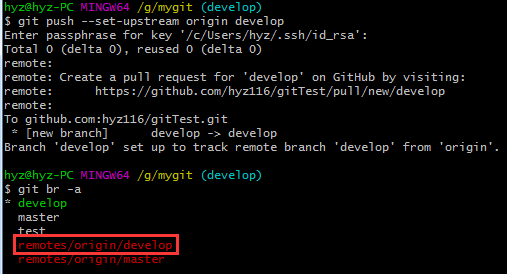 hyz@hyz-PC MINGW64 /g/mygit (develop)
$ git push --set-upstream origin develop
Enter passphrase for key '/c/Users/hyz/.ssh/id_rsa':
Total 0 (delta 0), reused 0 (delta 0)
remote:
remote: Create a pull request for 'develop' on GitHub by visiting:
remote:      https://github.com/hyz116/gitTest/pull/new/develop
remote:
To github.com:hyz116/gitTest.git
 * [new branch]      develop -> develop
Branch 'develop' set up to track remote branch 'develop' from 'origin'.
hyz@hyz-PC MINGW64 /g/mygit (develop)
$ git br -a
* develop
  master
  test
  remotes/origin/develop
  remotes/origin/master